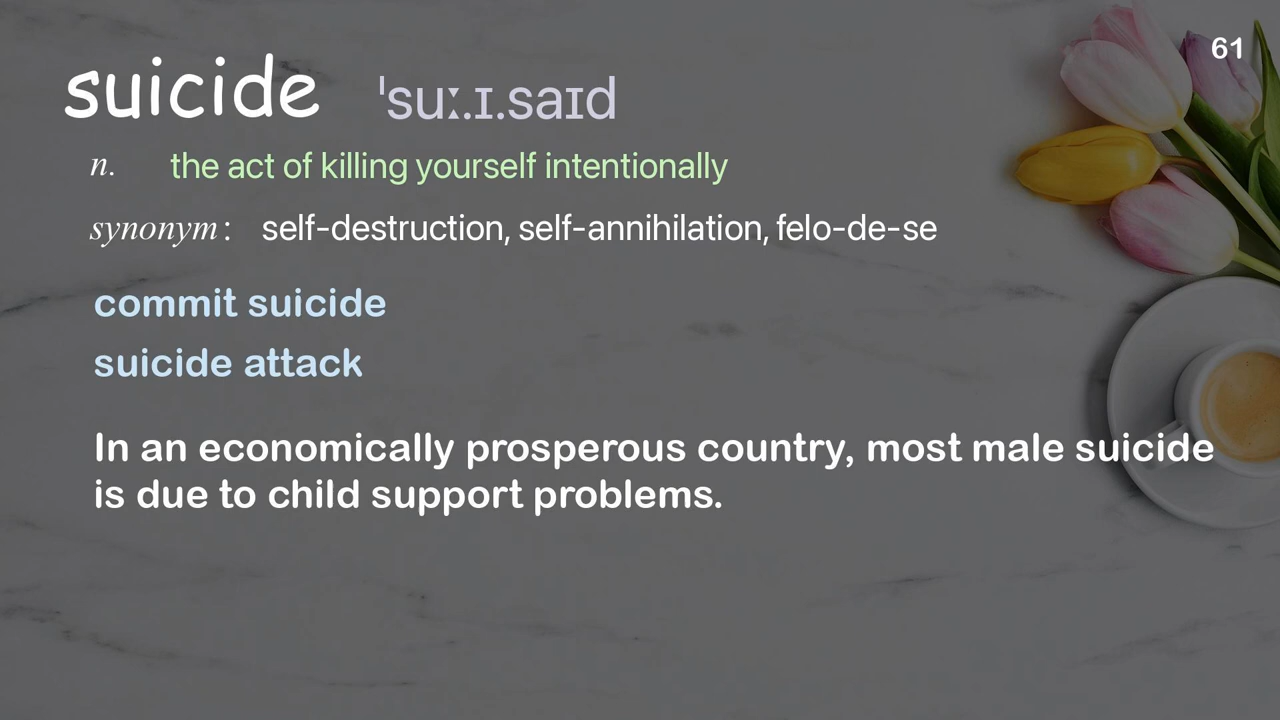 61
suicide ˈsuː.ɪ.saɪd
n. the act of killing yourself intentionally
synonym: self-destruction, self-annihilation, felo-de-se
commit suicide
suicide attack
In an economically prosperous country, most male suicide
is due to child support problems.